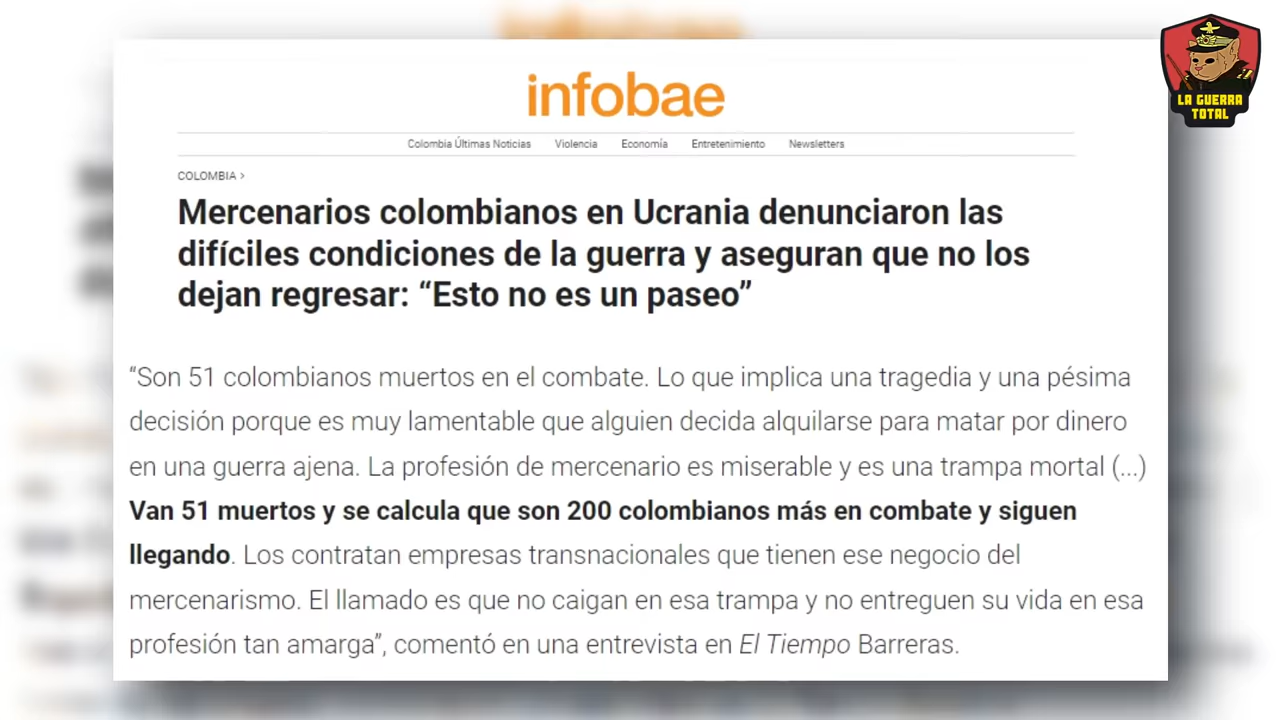 infobae
LA GUERRA
TOTAL
Colombia Últimas Noticias Violencia Economía Entretenimiento Newsletters
COLOMBIA >
Mercenarios colombianos en Ucrania denunciaron las
difíciles condiciones de la guerra y aseguran que no los
dejan regresar: “Esto no es un paseo”
“Son 51 colombianos muertos en el combate. Lo que implica una tragedia y una pésima
decisión porque es muy lamentable que alguien decida alquilarse para matar por dinero
en una guerra ajena. La profesión de mercenario es miserable y es una trampa mortal (...)
Van 51 muertos y se calcula que son 200 colombianos más en combate y siguen
llegando. Los contratan empresas transnacionales que tienen ese negocio del
mercenarismo. El llamado es que no caigan en esa trampa y no entreguen su vida en esa
profesión tan amarga”, comentó en una entrevista en El Tiempo Barreras.